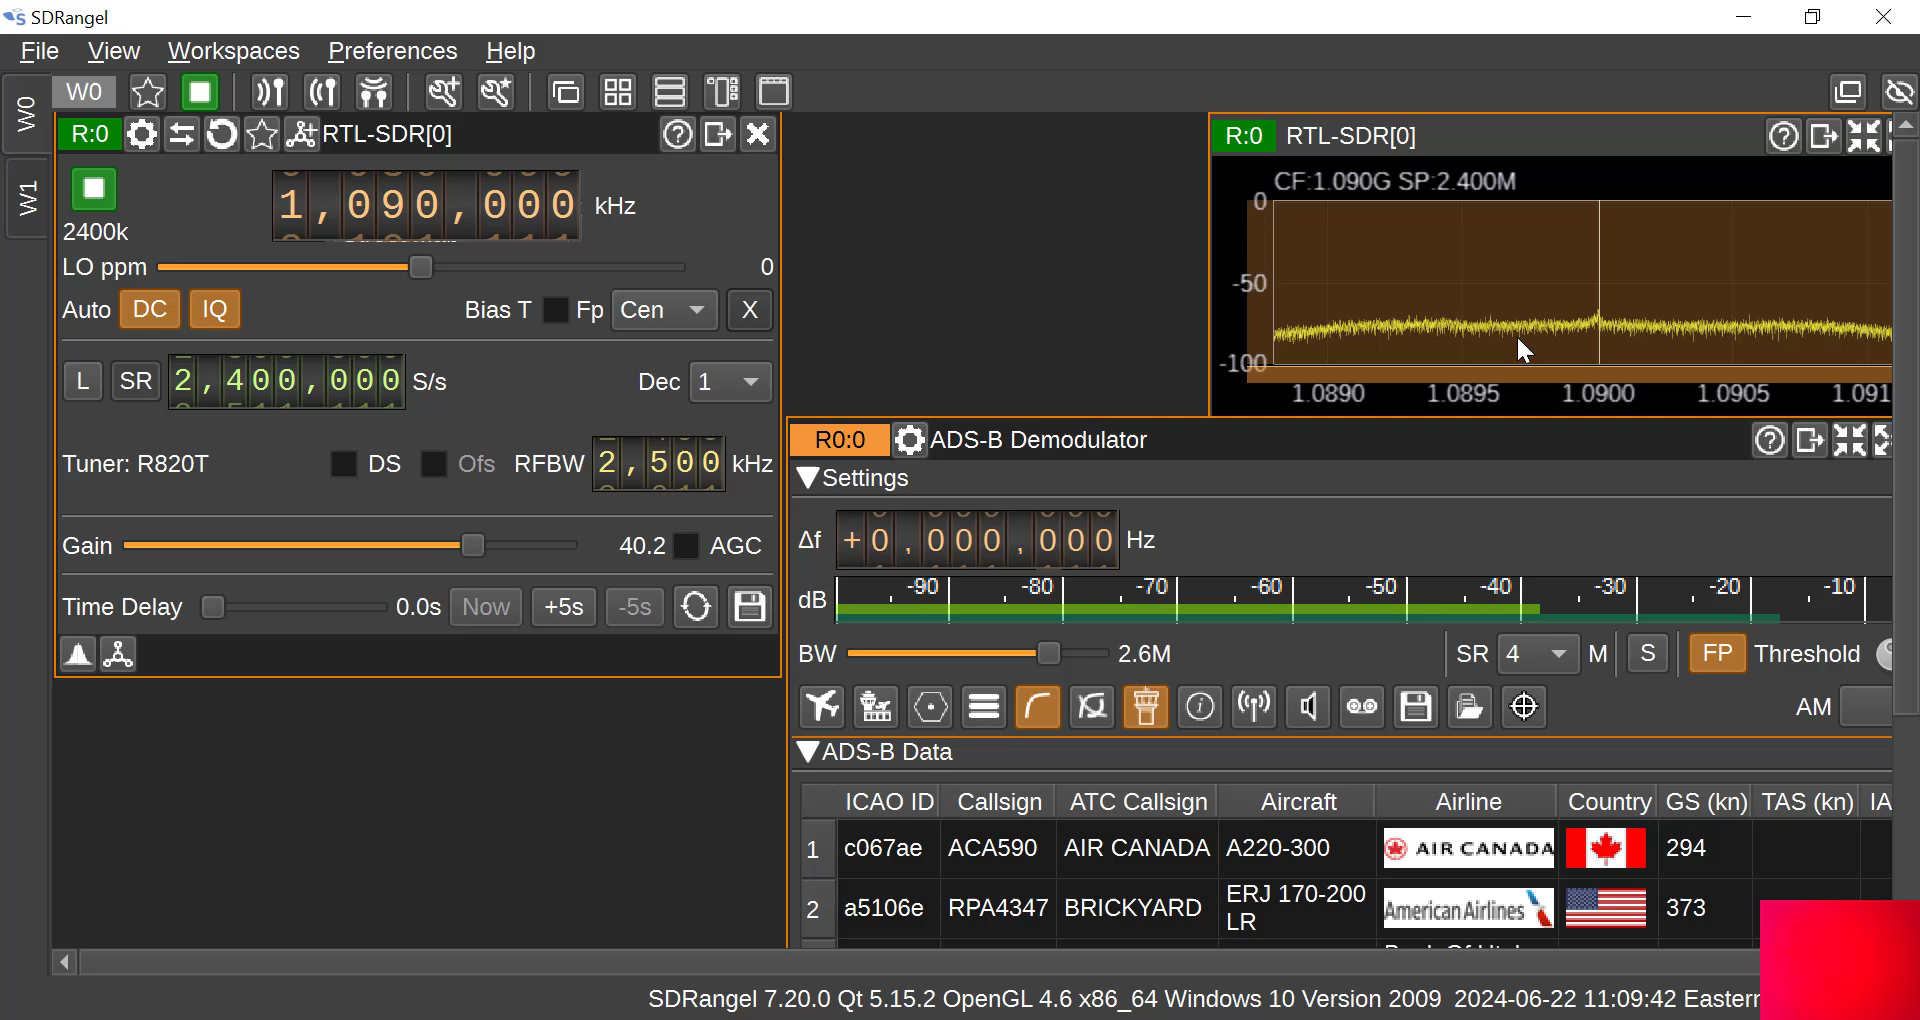 SDRangel
File View Workspaces Preferences Help
W0
W0
W1
R:0 RTL-SDR[0]
1,090,000 kHz
2400k
LO ppm 0
Auto DC IQ Bias T Fp Cen X
L SR 2,400,000 S/s Dec 1
Tuner: R820T DS Ofs RFBW 2,500 kHz
Gain 40.2 AGC
Time Delay 0.0s Now +5s -5s
R:0 RTL-SDR[0]
CF:1.090G SP:2.400M
0
-50
-100
1.0890 1.0895 1.0900 1.0905 1.091
R0:0 ADS-B Demodulator
Settings
Δf +0,000,000 Hz
dB -90 -80 -70 -60 -50 -40 -30 -20 -10
BW 2.6M SR 4 M S FP Threshold
AM
ADS-B Data
ICAO ID Callsign ATC Callsign Aircraft Airline Country GS (kn) TAS (kn) IA
1 c067ae ACA590 AIR CANADA A220-300 AIR CANADA 294
2 a5106e RPA4347 BRICKYARD ERJ 170-200 LR American Airlines 373
SDRangel 7.20.0 Qt 5.15.2 OpenGL 4.6 x86_64 Windows 10 Version 2009 2024-06-22 11:09:42 Eastern